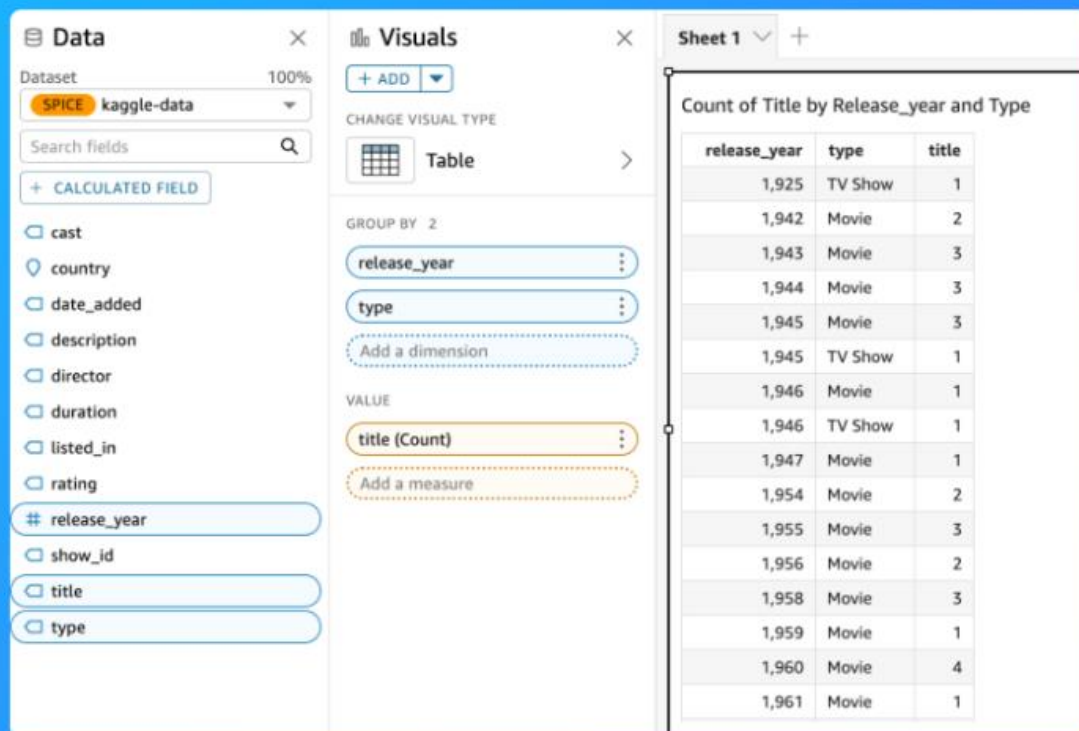 Data
Dataset 100%
SPICE kaggle-data
Search fields
+ CALCULATED FIELD
cast
country
date_added
description
director
duration
listed_in
rating
# release_year
show_id
title
type
Visuals
+ ADD
CHANGE VISUAL TYPE
Table
GROUP BY 2
release_year
type
Add a dimension
VALUE
title (Count)
Add a measure
Sheet 1
Count of Title by Release_year and Type
release_year type title
1,925 TV Show 1
1,942 Movie 2
1,943 Movie 3
1,944 Movie 3
1,945 Movie 3
1,945 TV Show 1
1,946 Movie 1
1,946 TV Show 1
1,947 Movie 1
1,954 Movie 2
1,955 Movie 3
1,956 Movie 2
1,958 Movie 3
1,959 Movie 1
1,960 Movie 4
1,961 Movie 1